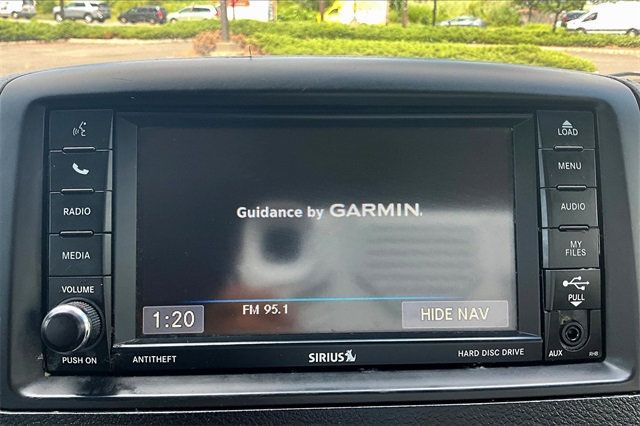 LOAD
RADIO
MENU
MEDIA
AUDIO
MY
FILES
VOLUME
PULL
PUSH ON
AUX
Guidance by GARMIN.
1:20
FM 95.1
HIDE NAV
ANTITHEFT
SIRIUS
HARD DISC DRIVE
RHB